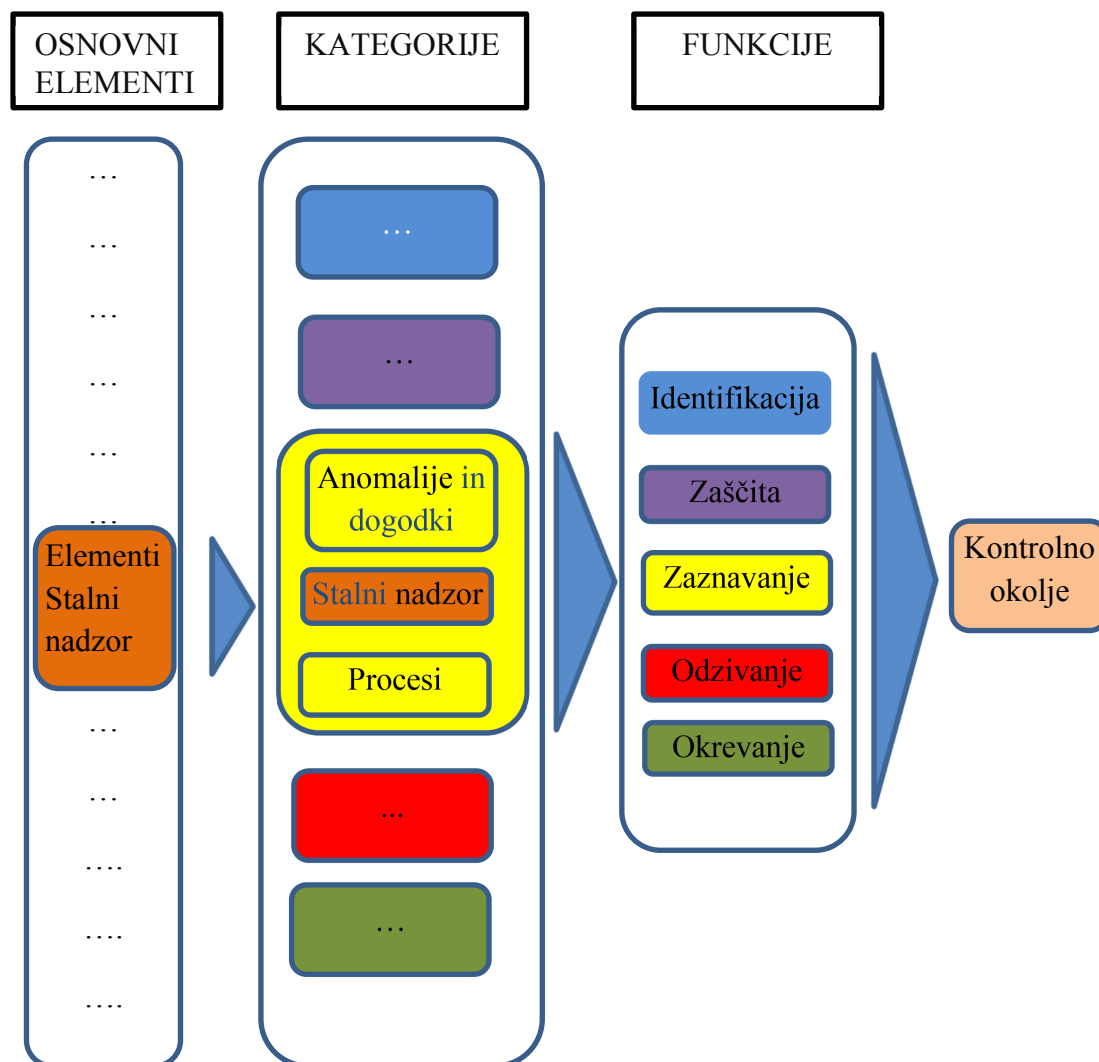 OSNOVNI
ELEMENTI
KATEGORIJE
FUNKCIJE
…
…
…
…
…
…
Elementi
Stalni
nadzor
…
…
….
….
….
…
…
Anomalije in
dogodki
Stalni nadzor
Procesi
...
…
Identifikacija
Zaščita
Zaznavanje
Odzivanje
Okrevanje
Kontrolno
okolje